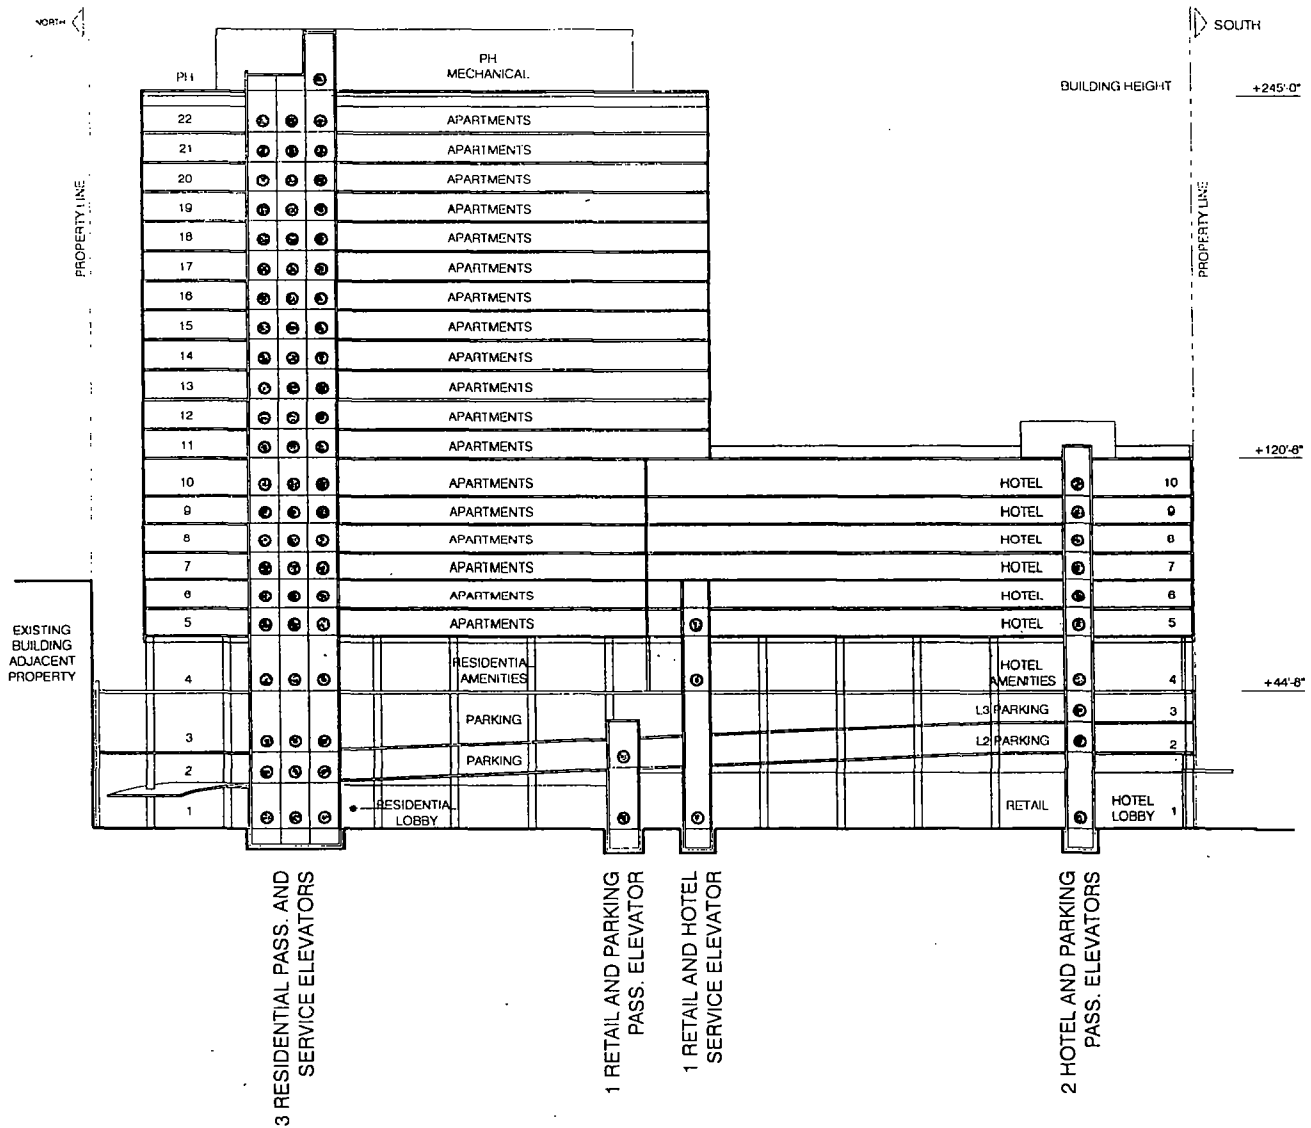 NORTH
SOUTH
PH
PH
MECHANICAL
BUILDING HEIGHT
+245'-0"
22
APARTMENTS
21
APARTMENTS
20
APARTMENTS
19
APARTMENTS
18
APARTMENTS
17
APARTMENTS
16
APARTMENTS
15
APARTMENTS
14
APARTMENTS
13
APARTMENTS
12
APARTMENTS
11
APARTMENTS
PROPERTY LINE
PROPERTY LINE
+120'-8"
10
APARTMENTS
HOTEL
10
9
APARTMENTS
HOTEL
9
8
APARTMENTS
HOTEL
8
7
APARTMENTS
HOTEL
7
6
APARTMENTS
HOTEL
6
5
APARTMENTS
HOTEL
5
EXISTING
BUILDING
ADJACENT
PROPERTY
4
RESIDENTIAL
AMENITIES
HOTEL
AMENITIES
4
+44'-8"
3
PARKING
L3 PARKING
3
2
PARKING
L2 PARKING
2
1
RESIDENTIAL
LOBBY
RETAIL
HOTEL
LOBBY
1
3 RESIDENTIAL PASS. AND
SERVICE ELEVATORS
1 RETAIL AND PARKING
PASS. ELEVATOR
1 RETAIL AND HOTEL
SERVICE ELEVATOR
2 HOTEL AND PARKING
PASS. ELEVATORS